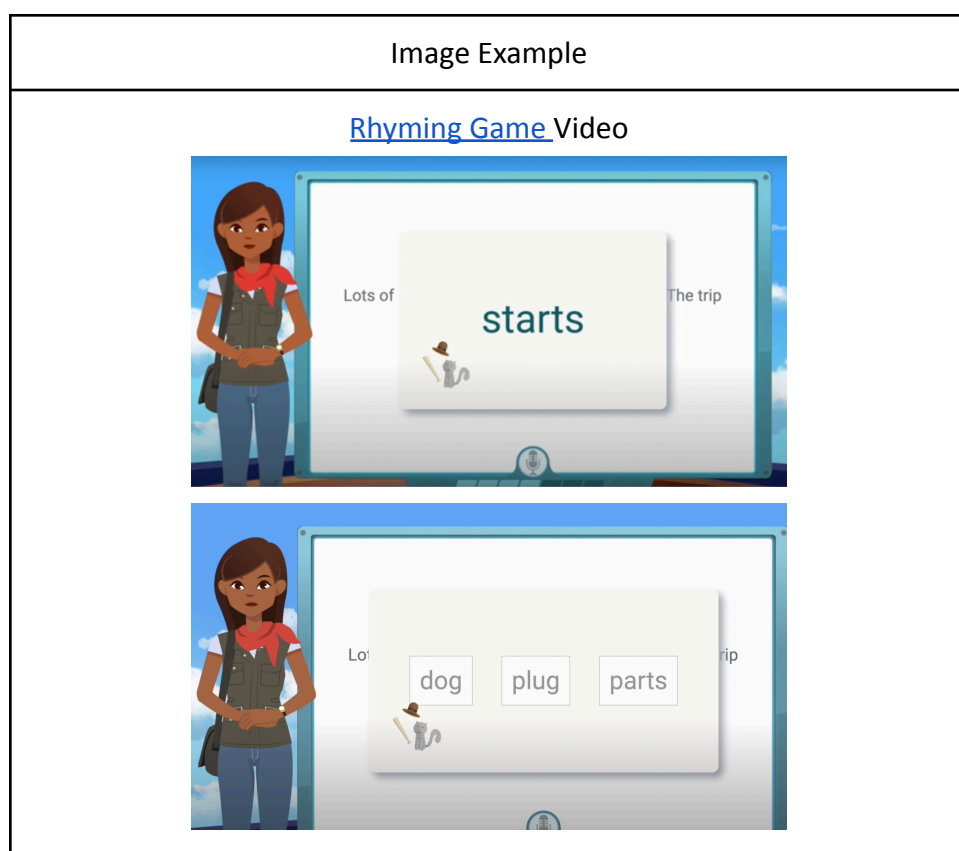 Image Example
Rhyming Game Video
Lots of
starts
The trip
dog plug parts